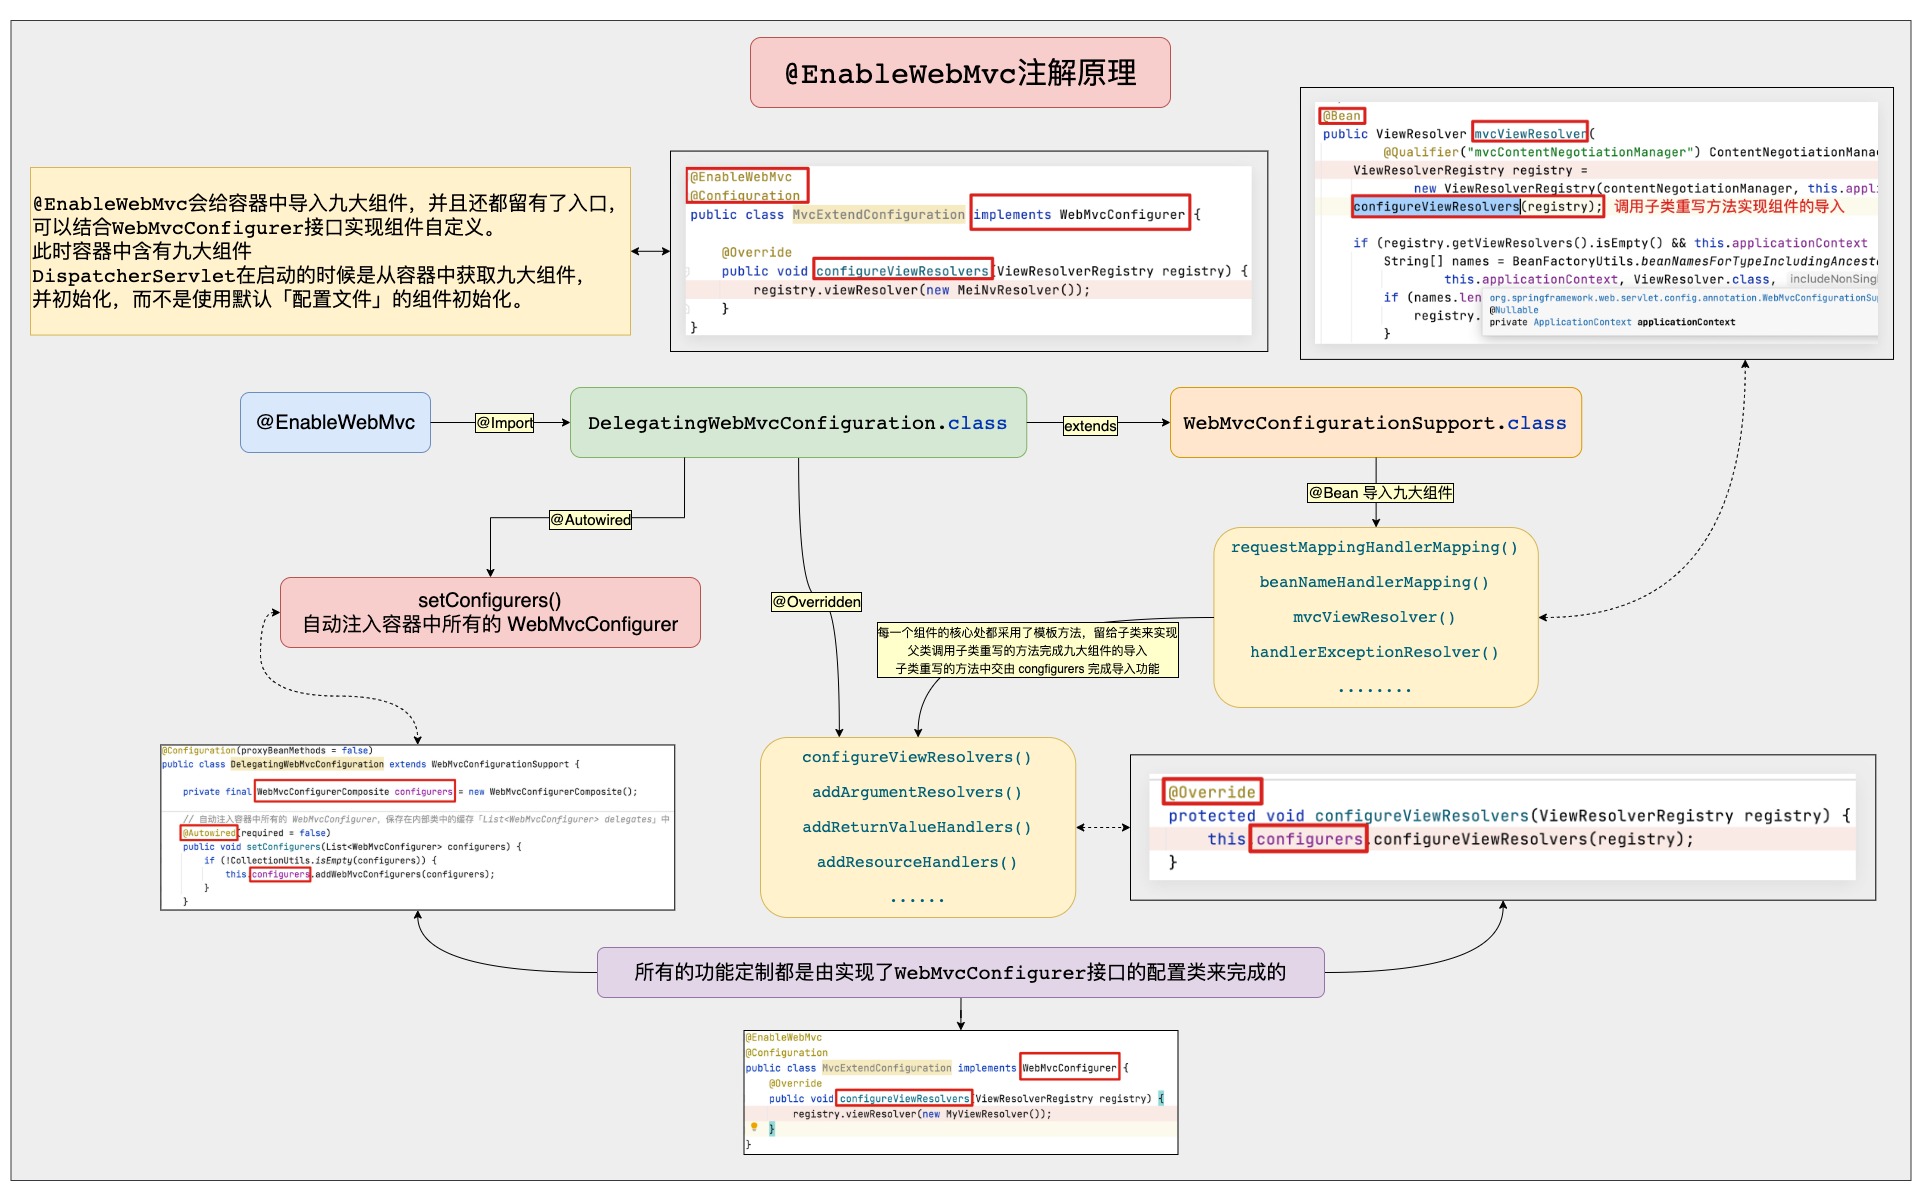 @EnableWebMvc注解原理
@EnableWebMvc会给容器中导入九大组件，并且还都留有了入口，
可以结合WebMvcConfigurer接口实现组件自定义。
此时容器中含有九大组件
DispatcherServlet在启动的时候是从容器中获取九大组件，
并初始化，而不是使用默认「配置文件」的组件初始化。
@EnableWebMvc
@Configuration
public class MvcExtendConfiguration implements WebMvcConfigurer {
@Override
public void configureViewResolvers(ViewResolverRegistry registry) {
registry.viewResolver(new MeiNvResolver());
}
}
@Bean
public ViewResolver mvcViewResolver(
@Qualifier("mvcContentNegotiationManager") ContentNegotiationMana
ViewResolverRegistry registry =
new ViewResolverRegistry(contentNegotiationManager, this.appli
configureViewResolvers(registry); 调用子类重写方法实现组件的导入
if (registry.getViewResolvers().isEmpty() && this.applicationContext
String[] names = BeanFactoryUtils.beanNamesForTypeIncludingAncest
this.applicationContext, ViewResolver.class, includeNonSing
if (names.len
registry.
}
org.springframework.web.servlet.config.annotation.WebMvcConfigurationSup
@Nullable
private ApplicationContext applicationContext
@EnableWebMvc
@Import
DelegatingWebMvcConfiguration.class
extends
WebMvcConfigurationSupport.class
@Bean 导入九大组件
@Autowired
requestMappingHandlerMapping()
beanNameHandlerMapping()
mvcViewResolver()
handlerExceptionResolver()
........
setConfigurers()
自动注入容器中所有的 WebMvcConfigurer
@Overridden
每一个组件的核心处都采用了模板方法，留给子类来实现
父类调用子类重写的方法完成九大组件的导入
子类重写的方法中交由 congfigurers 完成导入功能
@Configuration(proxyBeanMethods = false)
public class DelegatingWebMvcConfiguration extends WebMvcConfigurationSupport {
private final WebMvcConfigurerComposite configurers = new WebMvcConfigurerComposite();
// 自动注入容器中所有的 WebMvcConfigurer，保存在内部类中的缓存「List<WebMvcConfigurer> delegates」中
@Autowired(required = false)
public void setConfigurers(List<WebMvcConfigurer> configurers) {
if (!CollectionUtils.isEmpty(configurers)) {
this.configurers.addWebMvcConfigurers(configurers);
}
}
configureViewResolvers()
addArgumentResolvers()
addReturnValueHandlers()
addResourceHandlers()
......
@Override
protected void configureViewResolvers(ViewResolverRegistry registry) {
this.configurers.configureViewResolvers(registry);
}
所有的功能定制都是由实现了WebMvcConfigurer接口的配置类来完成的
@EnableWebMvc
@Configuration
public class MvcExtendConfiguration implements WebMvcConfigurer {
@Override
public void configureViewResolvers(ViewResolverRegistry registry) {
registry.viewResolver(new MyViewResolver());
}
}